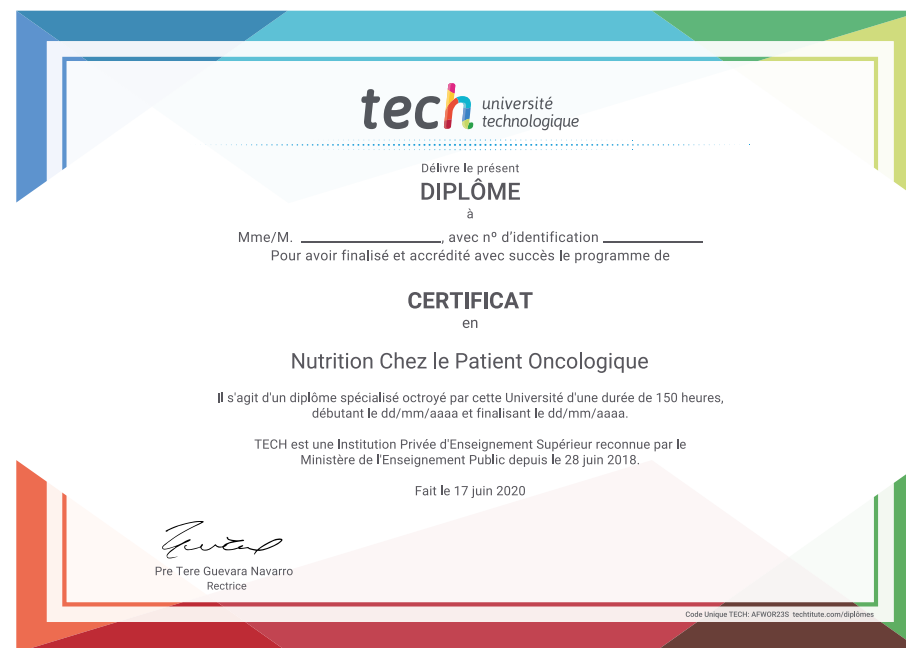 tech université
technologique
Délivre le présent
DIPLÔME
à
Mme/M. ____________________, avec nº d'identification ______________
Pour avoir finalisé et accrédité avec succès le programme de
CERTIFICAT
en
Nutrition Chez le Patient Oncologique
Il s'agit d'un diplôme spécialisé octroyé par cette Université d'une durée de 150 heures,
débutant le dd/mm/aaaa et finalisant le dd/mm/aaaa.
TECH est une Institution Privée d'Enseignement Supérieur reconnue par le
Ministère de l'Enseignement Public depuis le 28 juin 2018.
Fait le 17 juin 2020
Pre Tere Guevara Navarro
Rectrice
Code Unique TECH: AFWOR23S techtitute.com/diplômes